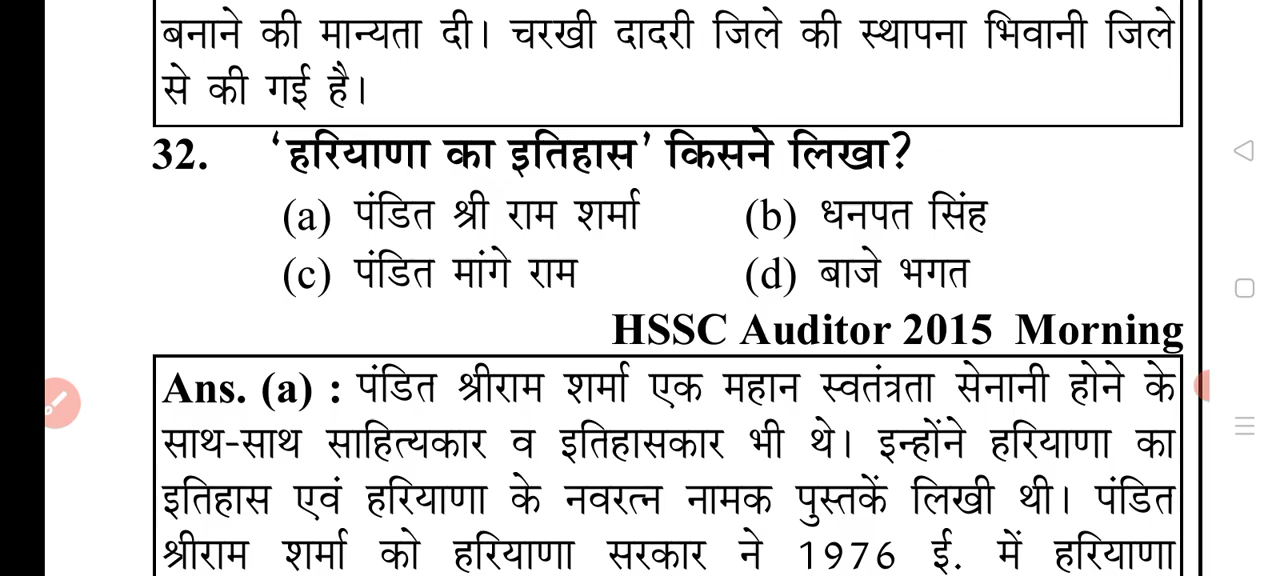 बनाने की मान्यता दी। चरखी दादरी जिले की स्थापना भिवानी जिले
से की गई है।
32. ‘हरियाणा का इतिहास’ किसने लिखा?
(a) पंडित श्री राम शर्मा (b) धनपत सिंह
(c) पंडित मांगे राम (d) बाजे भगत
HSSC Auditor 2015 Morning
Ans. (a) : पंडित श्रीराम शर्मा एक महान स्वतंत्रता सेनानी होने के
साथ-साथ साहित्यकार व इतिहासकार भी थे। इन्होंने हरियाणा का
इतिहास एवं हरियाणा के नवरत्न नामक पुस्तकें लिखी थी। पंडित
श्रीराम शर्मा को हरियाणा सरकार ने 1976 ई. में हरियाणा